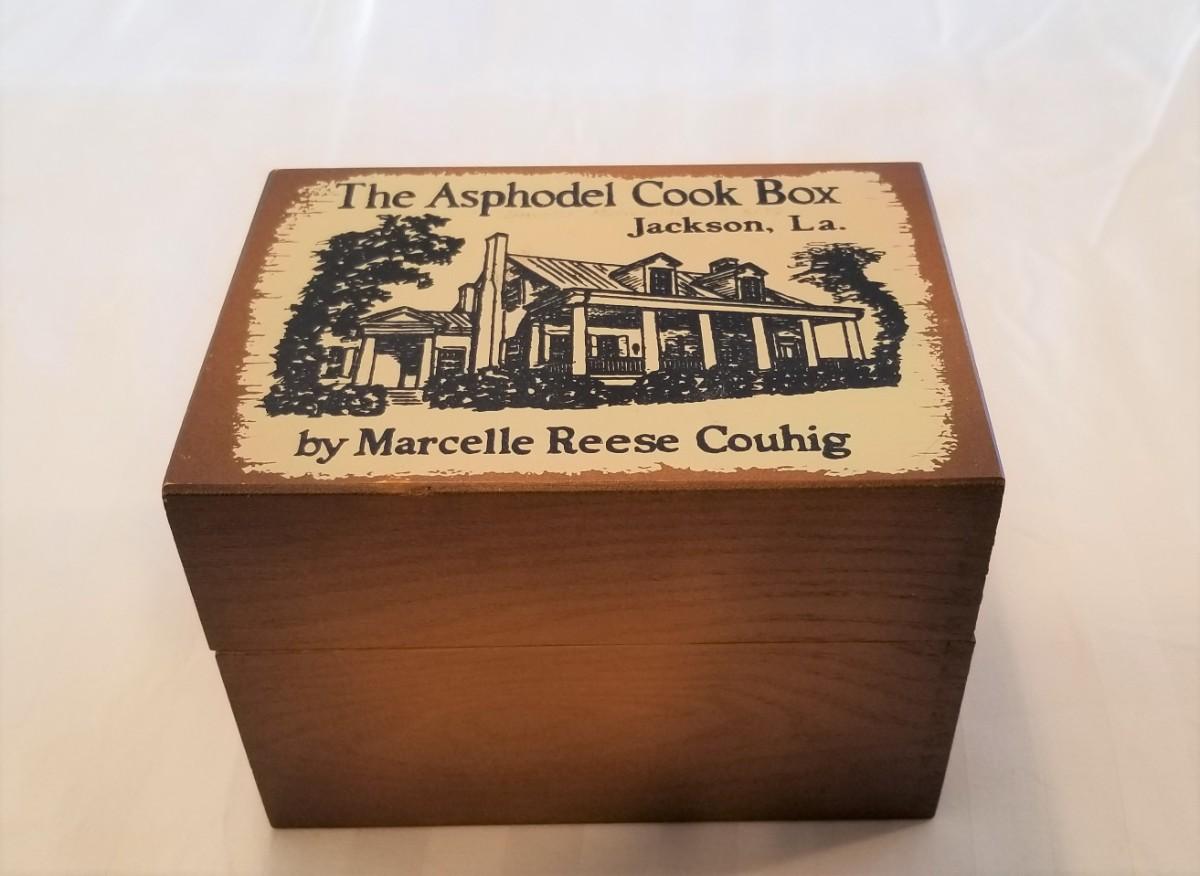 The Asphodel Cook Box
Jackson, La.
by Marcelle Reese Couhig